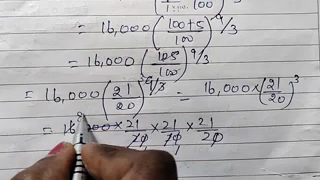 100
= 16,000 (100+5/100)^9/3
= 16,000 (105/100)^9/3
= 16,000 (21/20)^9/3 = 16,000 × (21/20)^3
= 16,000 × 21/20 × 21/20 × 21/20